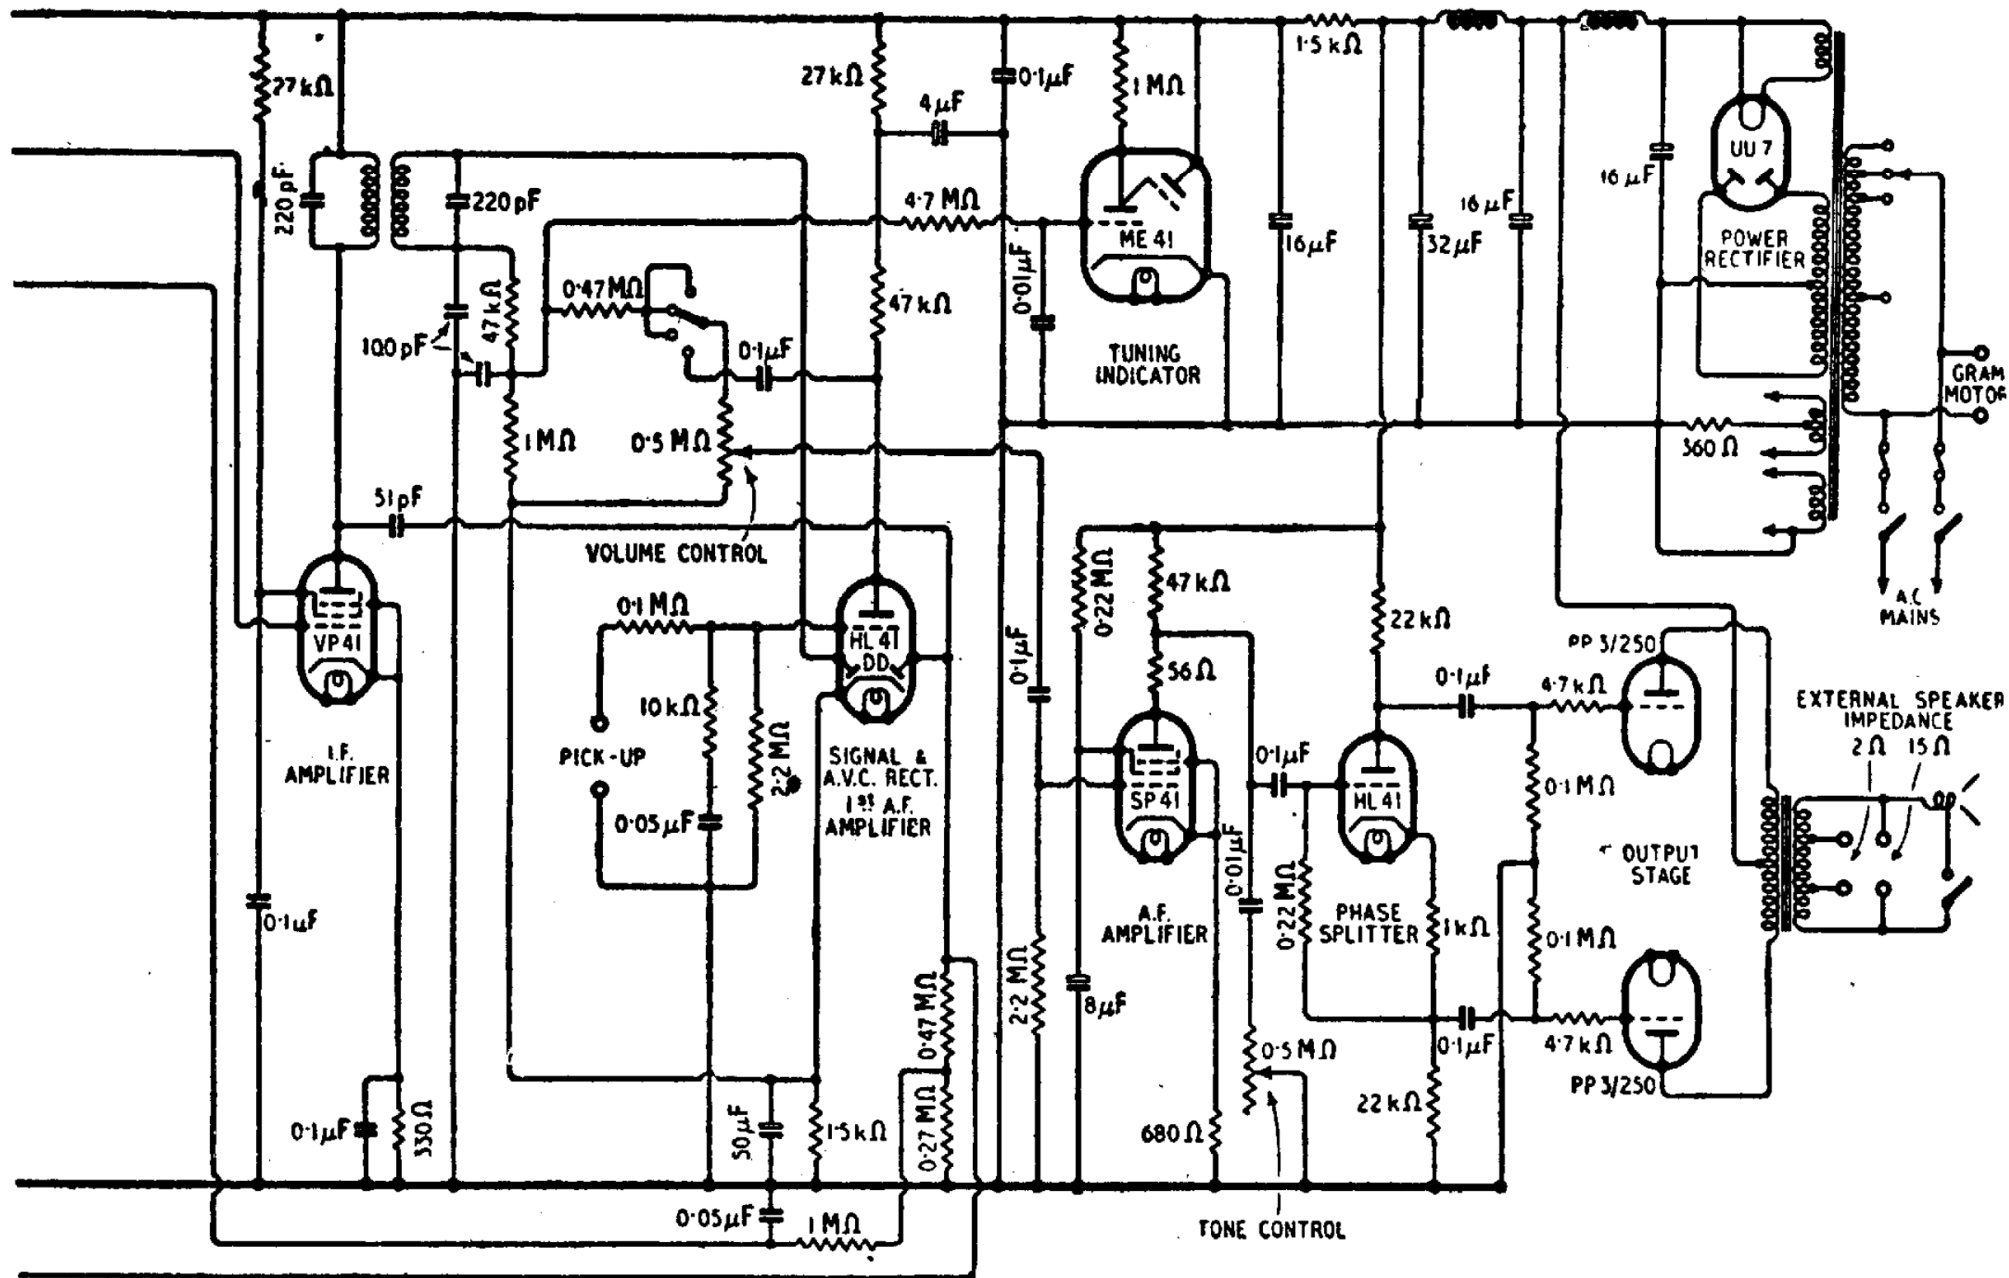 27kΩ
220pF
220pF
100pF
47kΩ
1MΩ
51pF
VP41
I.F.
AMPLIFIER
0·1µF
0·1µF
330Ω
0·47MΩ
0·1µF
0·5MΩ
VOLUME CONTROL
27kΩ
4µF
0·1µF
4·7MΩ
47kΩ
0·1MΩ
10kΩ
PICK-UP
2·2MΩ
0·05µF
HL41
DD
SIGNAL &
A.V.C. RECT.
1st A.F.
AMPLIFIER
50µF
1·5kΩ
0·47MΩ
0·27MΩ
0·05µF
1MΩ
1MΩ
ME41
0·01µF
TUNING
INDICATOR
16µF
1·5kΩ
32µF
16µF
16µF
UU7
POWER
RECTIFIER
360Ω
GRAM
MOTOR
A.C.
MAINS
0·1µF
2·2MΩ
0·22MΩ
47kΩ
56Ω
SP41
A.F.
AMPLIFIER
8µF
680Ω
0·1µF
0·01µF
0·22MΩ
0·5MΩ
TONE CONTROL
22kΩ
HL41
PHASE
SPLITTER
1kΩ
22kΩ
0·1µF
0·1µF
4·7kΩ
PP3/250
0·1MΩ
0·1MΩ
OUTPUT
STAGE
4·7kΩ
PP3/250
EXTERNAL SPEAKER
IMPEDANCE
2Ω 15Ω